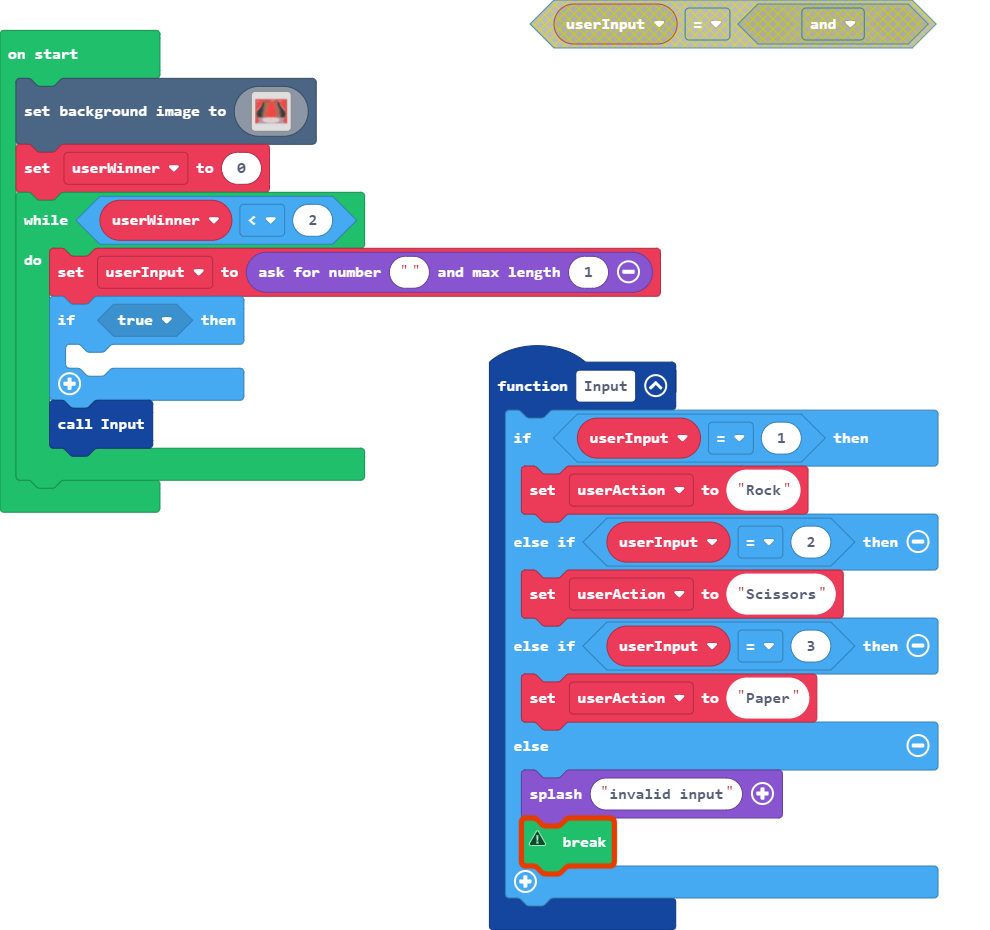 userInput = and
on start
set background image to
set userWinner to 0
while userWinner < 2
do set userInput to ask for number " " and max length 1
if true then
call Input
function Input
if userInput = 1 then
set userAction to "Rock"
else if userInput = 2 then
set userAction to "Scissors"
else if userInput = 3 then
set userAction to "Paper"
else
splash "invalid input"
break